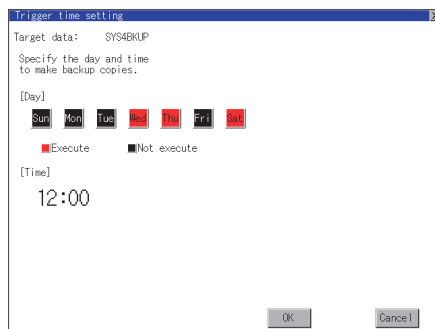 Trigger time setting
Target data: SYS4BKUP
Specify the day and time
to make backup copies.
[Day]
Sun Mon Tue Wed Thu Fri Sat
Execute Not execute
[Time]
12:00
OK Cancel